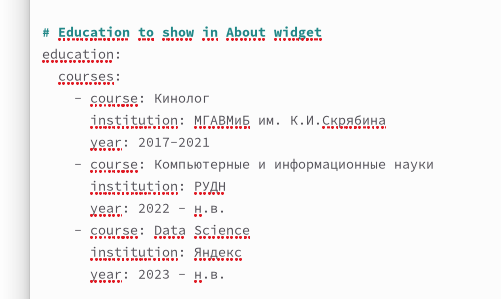 # Education to show in About widget
education:
courses:
- course: Кинолог
institution: МГАВМиБ им. К.И.Скрябина
year: 2017-2021
- course: Компьютерные и информационные науки
institution: РУДН
year: 2022 - н.в.
- course: Data Science
institution: Яндекс
year: 2023 - н.в.